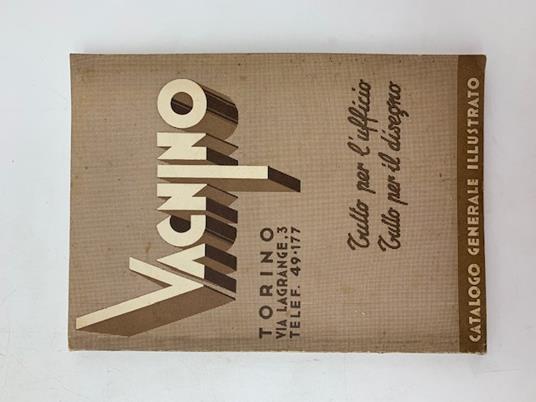 VAGNINO
TORINO
VIA LAGRANGE.3
TELEF. 49-177
Tutto per l'ufficio
Tutto per il disegno
CATALOGO GENERALE ILLUSTRATO